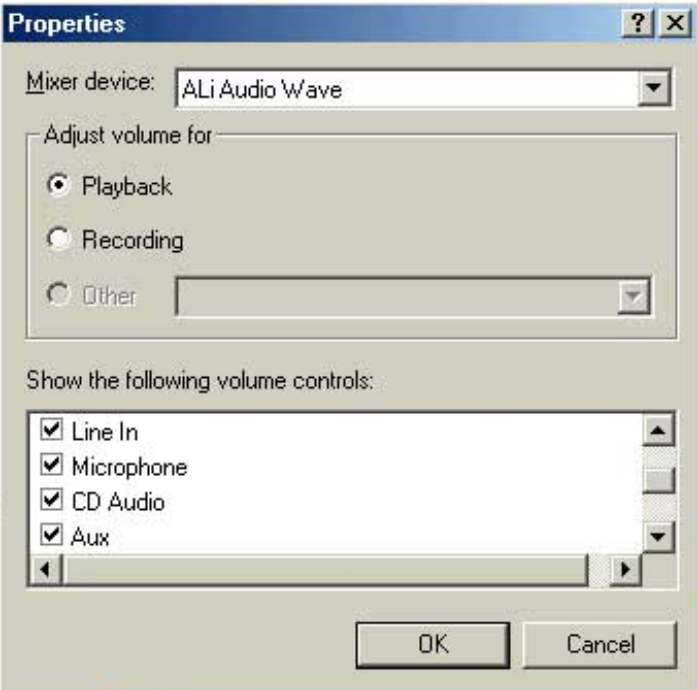 Properties
Mixer device: ALi Audio Wave
Adjust volume for
Playback
Recording
Other
Show the following volume controls:
Line In
Microphone
CD Audio
Aux
OK Cancel